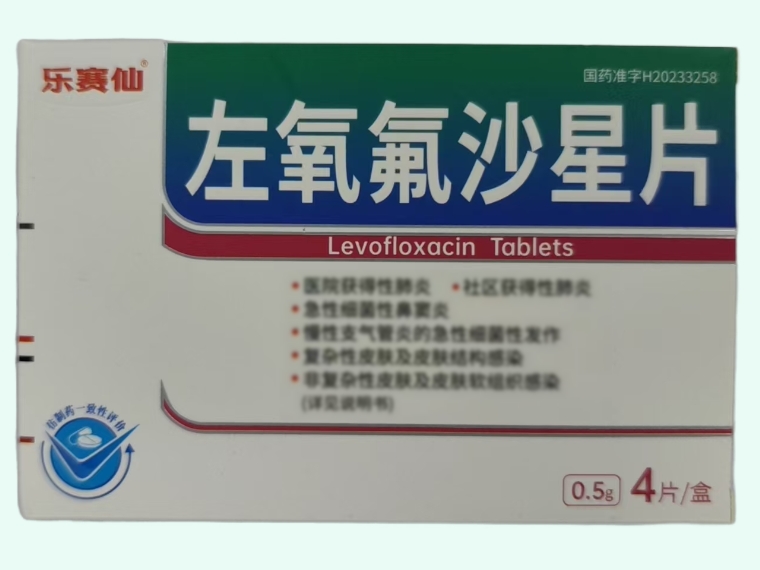 乐赛仙®
国药准字H20233258
左氧氟沙星片
Levofloxacin Tablets
• 医院获得性肺炎 • 社区获得性肺炎
• 急性细菌性鼻窦炎
• 慢性支气管炎的急性细菌性发作
• 复杂性皮肤及皮肤结构感染
• 非复杂性皮肤及皮肤软组织感染
(详见说明书)
仿制药一致性评价
0.5g 4片/盒